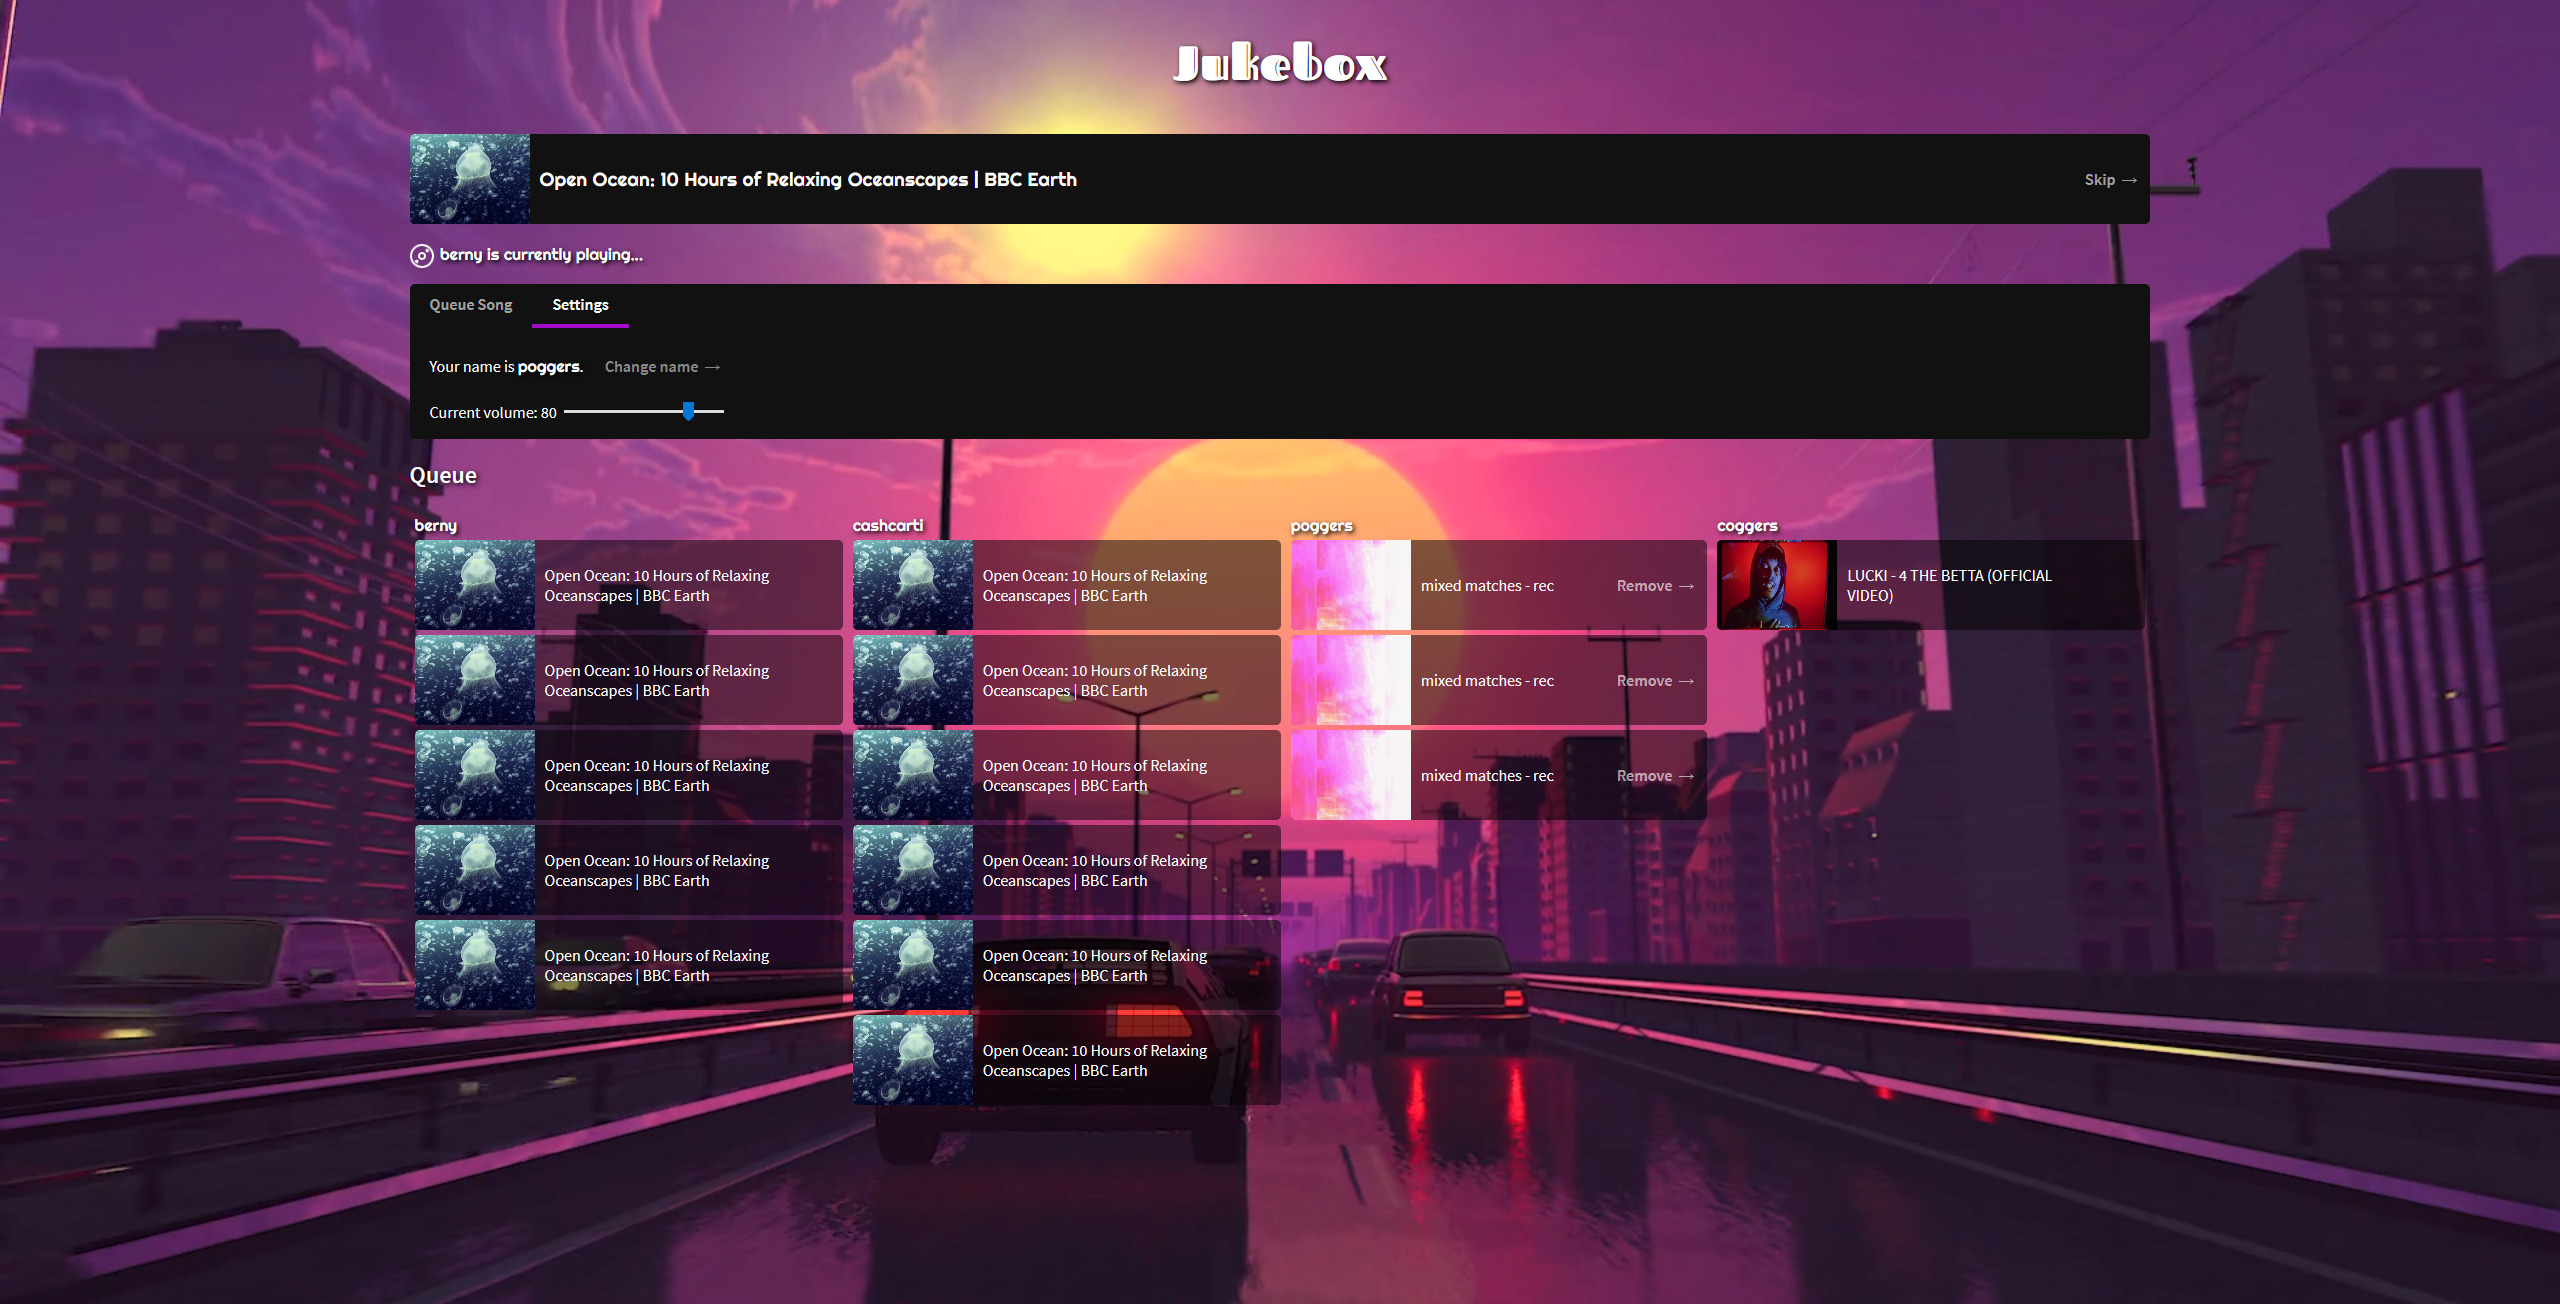 Jukebox
Open Ocean: 10 Hours of Relaxing Oceanscapes | BBC Earth
Skip →
berny is currently playing...
Queue Song
Settings
Your name is poggers.
Change name →
Current volume: 80
Queue
berny
Open Ocean: 10 Hours of Relaxing
Oceanscapes | BBC Earth
Open Ocean: 10 Hours of Relaxing
Oceanscapes | BBC Earth
Open Ocean: 10 Hours of Relaxing
Oceanscapes | BBC Earth
Open Ocean: 10 Hours of Relaxing
Oceanscapes | BBC Earth
Open Ocean: 10 Hours of Relaxing
Oceanscapes | BBC Earth
cashcarti
Open Ocean: 10 Hours of Relaxing
Oceanscapes | BBC Earth
Open Ocean: 10 Hours of Relaxing
Oceanscapes | BBC Earth
Open Ocean: 10 Hours of Relaxing
Oceanscapes | BBC Earth
Open Ocean: 10 Hours of Relaxing
Oceanscapes | BBC Earth
Open Ocean: 10 Hours of Relaxing
Oceanscapes | BBC Earth
Open Ocean: 10 Hours of Relaxing
Oceanscapes | BBC Earth
poggers
mixed matches - rec
Remove →
mixed matches - rec
Remove →
mixed matches - rec
Remove →
coggers
LUCKI - 4 THE BETTA (OFFICIAL
VIDEO)